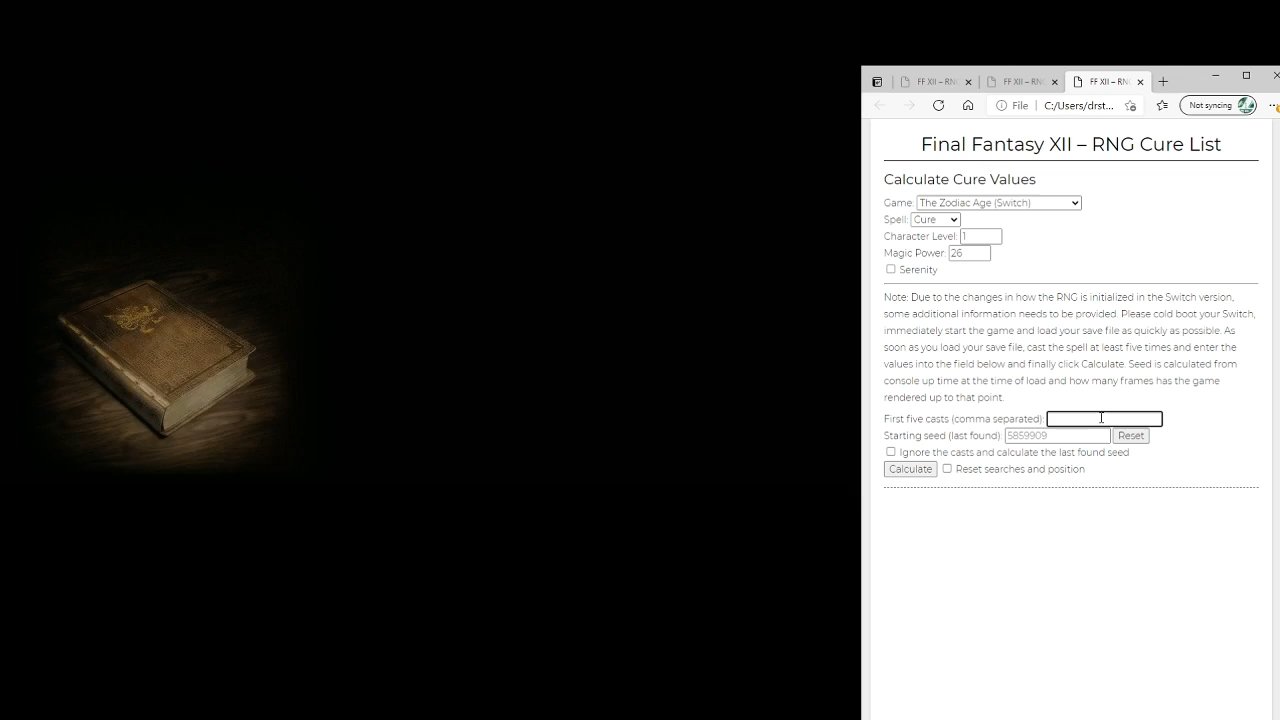 FF XII – RN
FF XII – RN
FF XII – RN
File
C:/Users/drst...
Not syncing
Final Fantasy XII – RNG Cure List
Calculate Cure Values
Game: The Zodiac Age (Switch)
Spell: Cure
Character Level: 1
Magic Power: 26
Serenity
Note: Due to the changes in how the RNG is initialized in the Switch version,
some additional information needs to be provided. Please cold boot your Switch,
immediately start the game and load your save file as quickly as possible. As
soon as you load your save file, cast the spell at least five times and enter the
values into the field below and finally click Calculate. Seed is calculated from
console up time at the time of load and how many frames has the game
rendered up to that point.
First five casts (comma separated):
Starting seed (last found): 5859909 Reset
Ignore the casts and calculate the last found seed
Calculate Reset searches and position